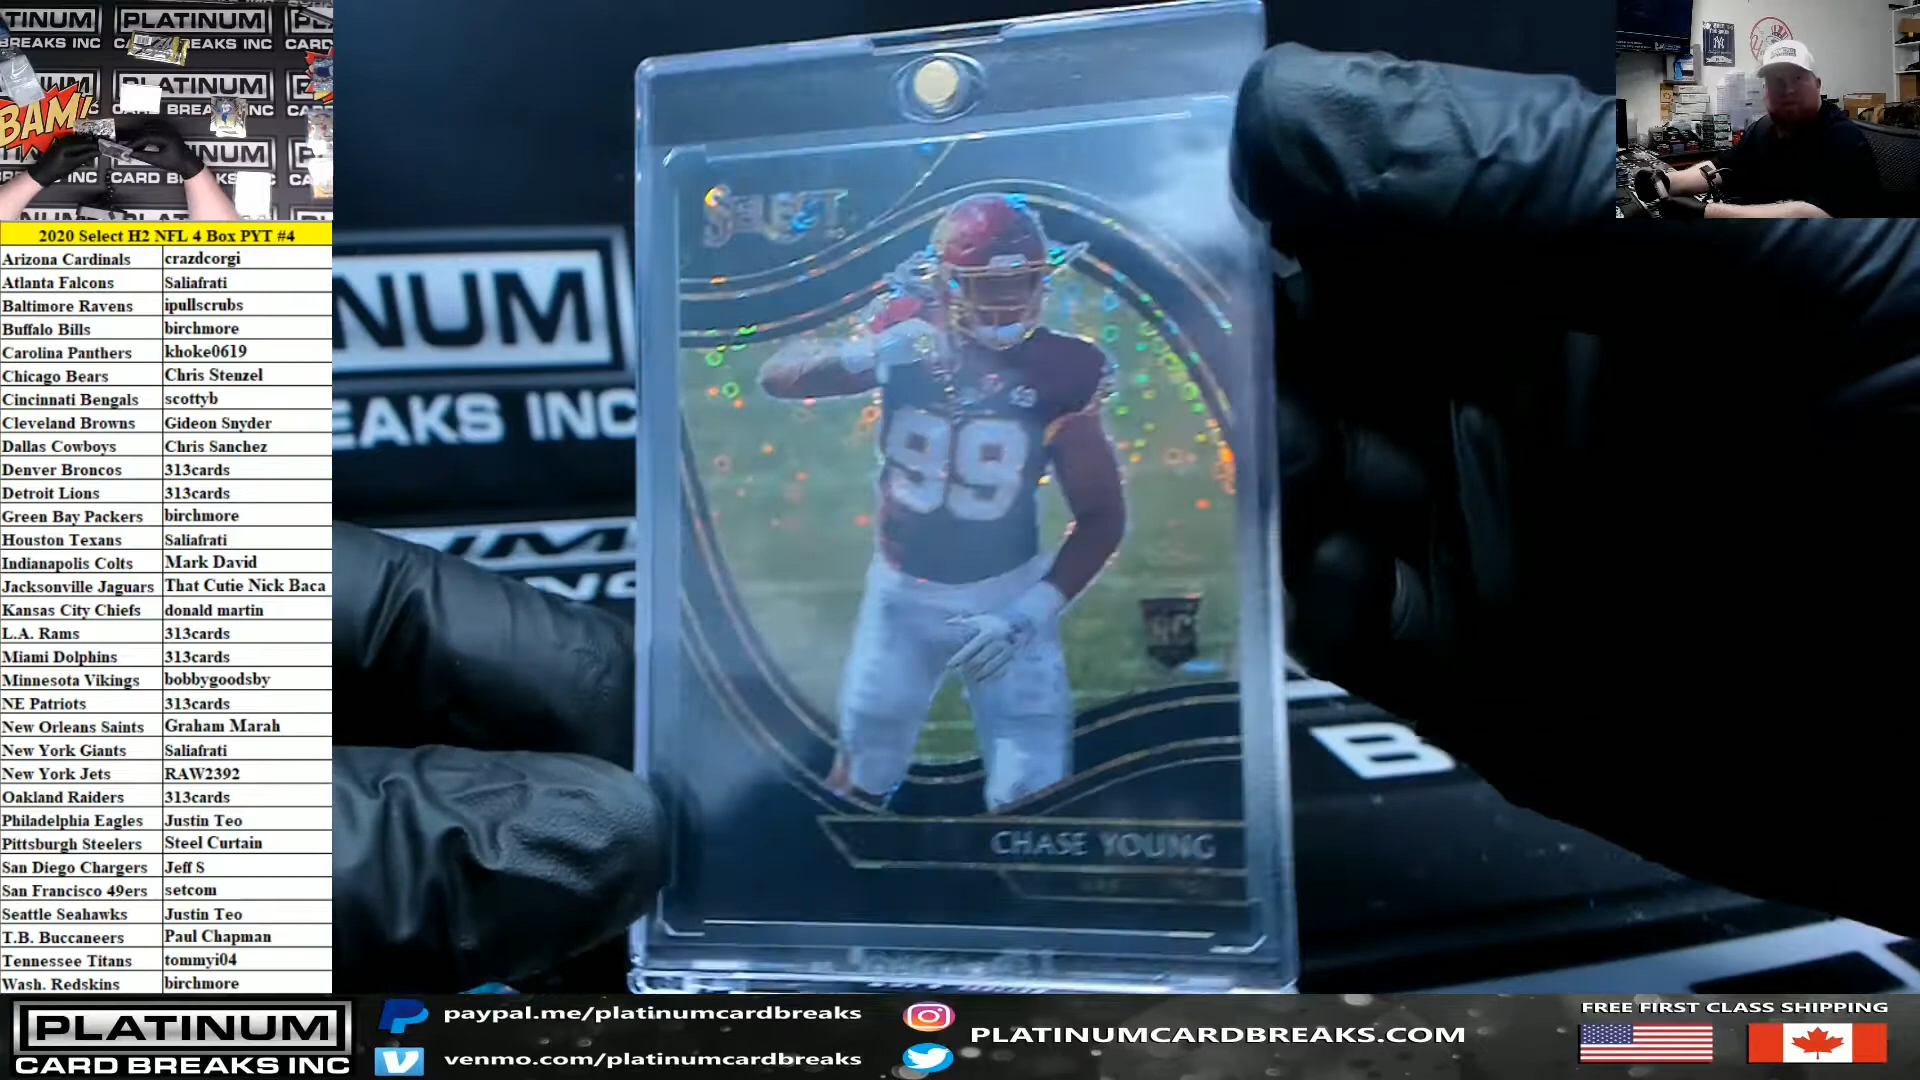 PLATINUM
CARD BREAKS INC
BAM!
2020 Select H2 NFL 4 Box PYT #4
Arizona Cardinals crazdcorgi
Atlanta Falcons Saliafrati
Baltimore Ravens ipullscrubs
Buffalo Bills birchmore
Carolina Panthers khoke0619
Chicago Bears Chris Stenzel
Cincinnati Bengals scottyb
Cleveland Browns Gideon Snyder
Dallas Cowboys Chris Sanchez
Denver Broncos 313cards
Detroit Lions 313cards
Green Bay Packers birchmore
Houston Texans Saliafrati
Indianapolis Colts Mark David
Jacksonville Jaguars That Cutie Nick Baca
Kansas City Chiefs donald martin
L.A. Rams 313cards
Miami Dolphins 313cards
Minnesota Vikings bobbygoodsby
NE Patriots 313cards
New Orleans Saints Graham Marah
New York Giants Saliafrati
New York Jets RAW2392
Oakland Raiders 313cards
Philadelphia Eagles Justin Teo
Pittsburgh Steelers Steel Curtain
San Diego Chargers Jeff S
San Francisco 49ers setcom
Seattle Seahawks Justin Teo
T.B. Buccaneers Paul Chapman
Tennessee Titans tommyi04
Wash. Redskins birchmore
NUM
EAKS INC
SELECT
99
RC
CHASE YOUNG
B
PLATINUM
CARD BREAKS INC
paypal.me/platinumcardbreaks
venmo.com/platinumcardbreaks
PLATINUMCARDBREAKS.COM
FREE FIRST CLASS SHIPPING